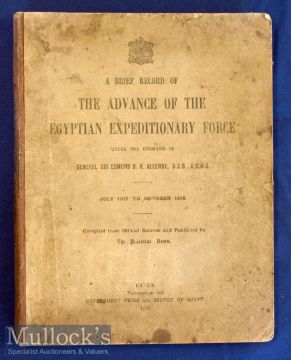 A BRIEF RECORD OF
THE ADVANCE OF THE
EGYPTIAN EXPEDITIONARY FORCE
UNDER THE COMMAND OF
GENERAL SIR EDMUND H. H. ALLENBY, G.C.B., G.C.M.G.
JULY 1917 TO OCTOBER 1918.
Compiled from Official Sources and Published by
The Palestine News.
CAIRO.
GOVERNMENT PRESS AND SURVEY OF EGYPT
1919
Mullock's
Specialist Auctioneers & Valuers